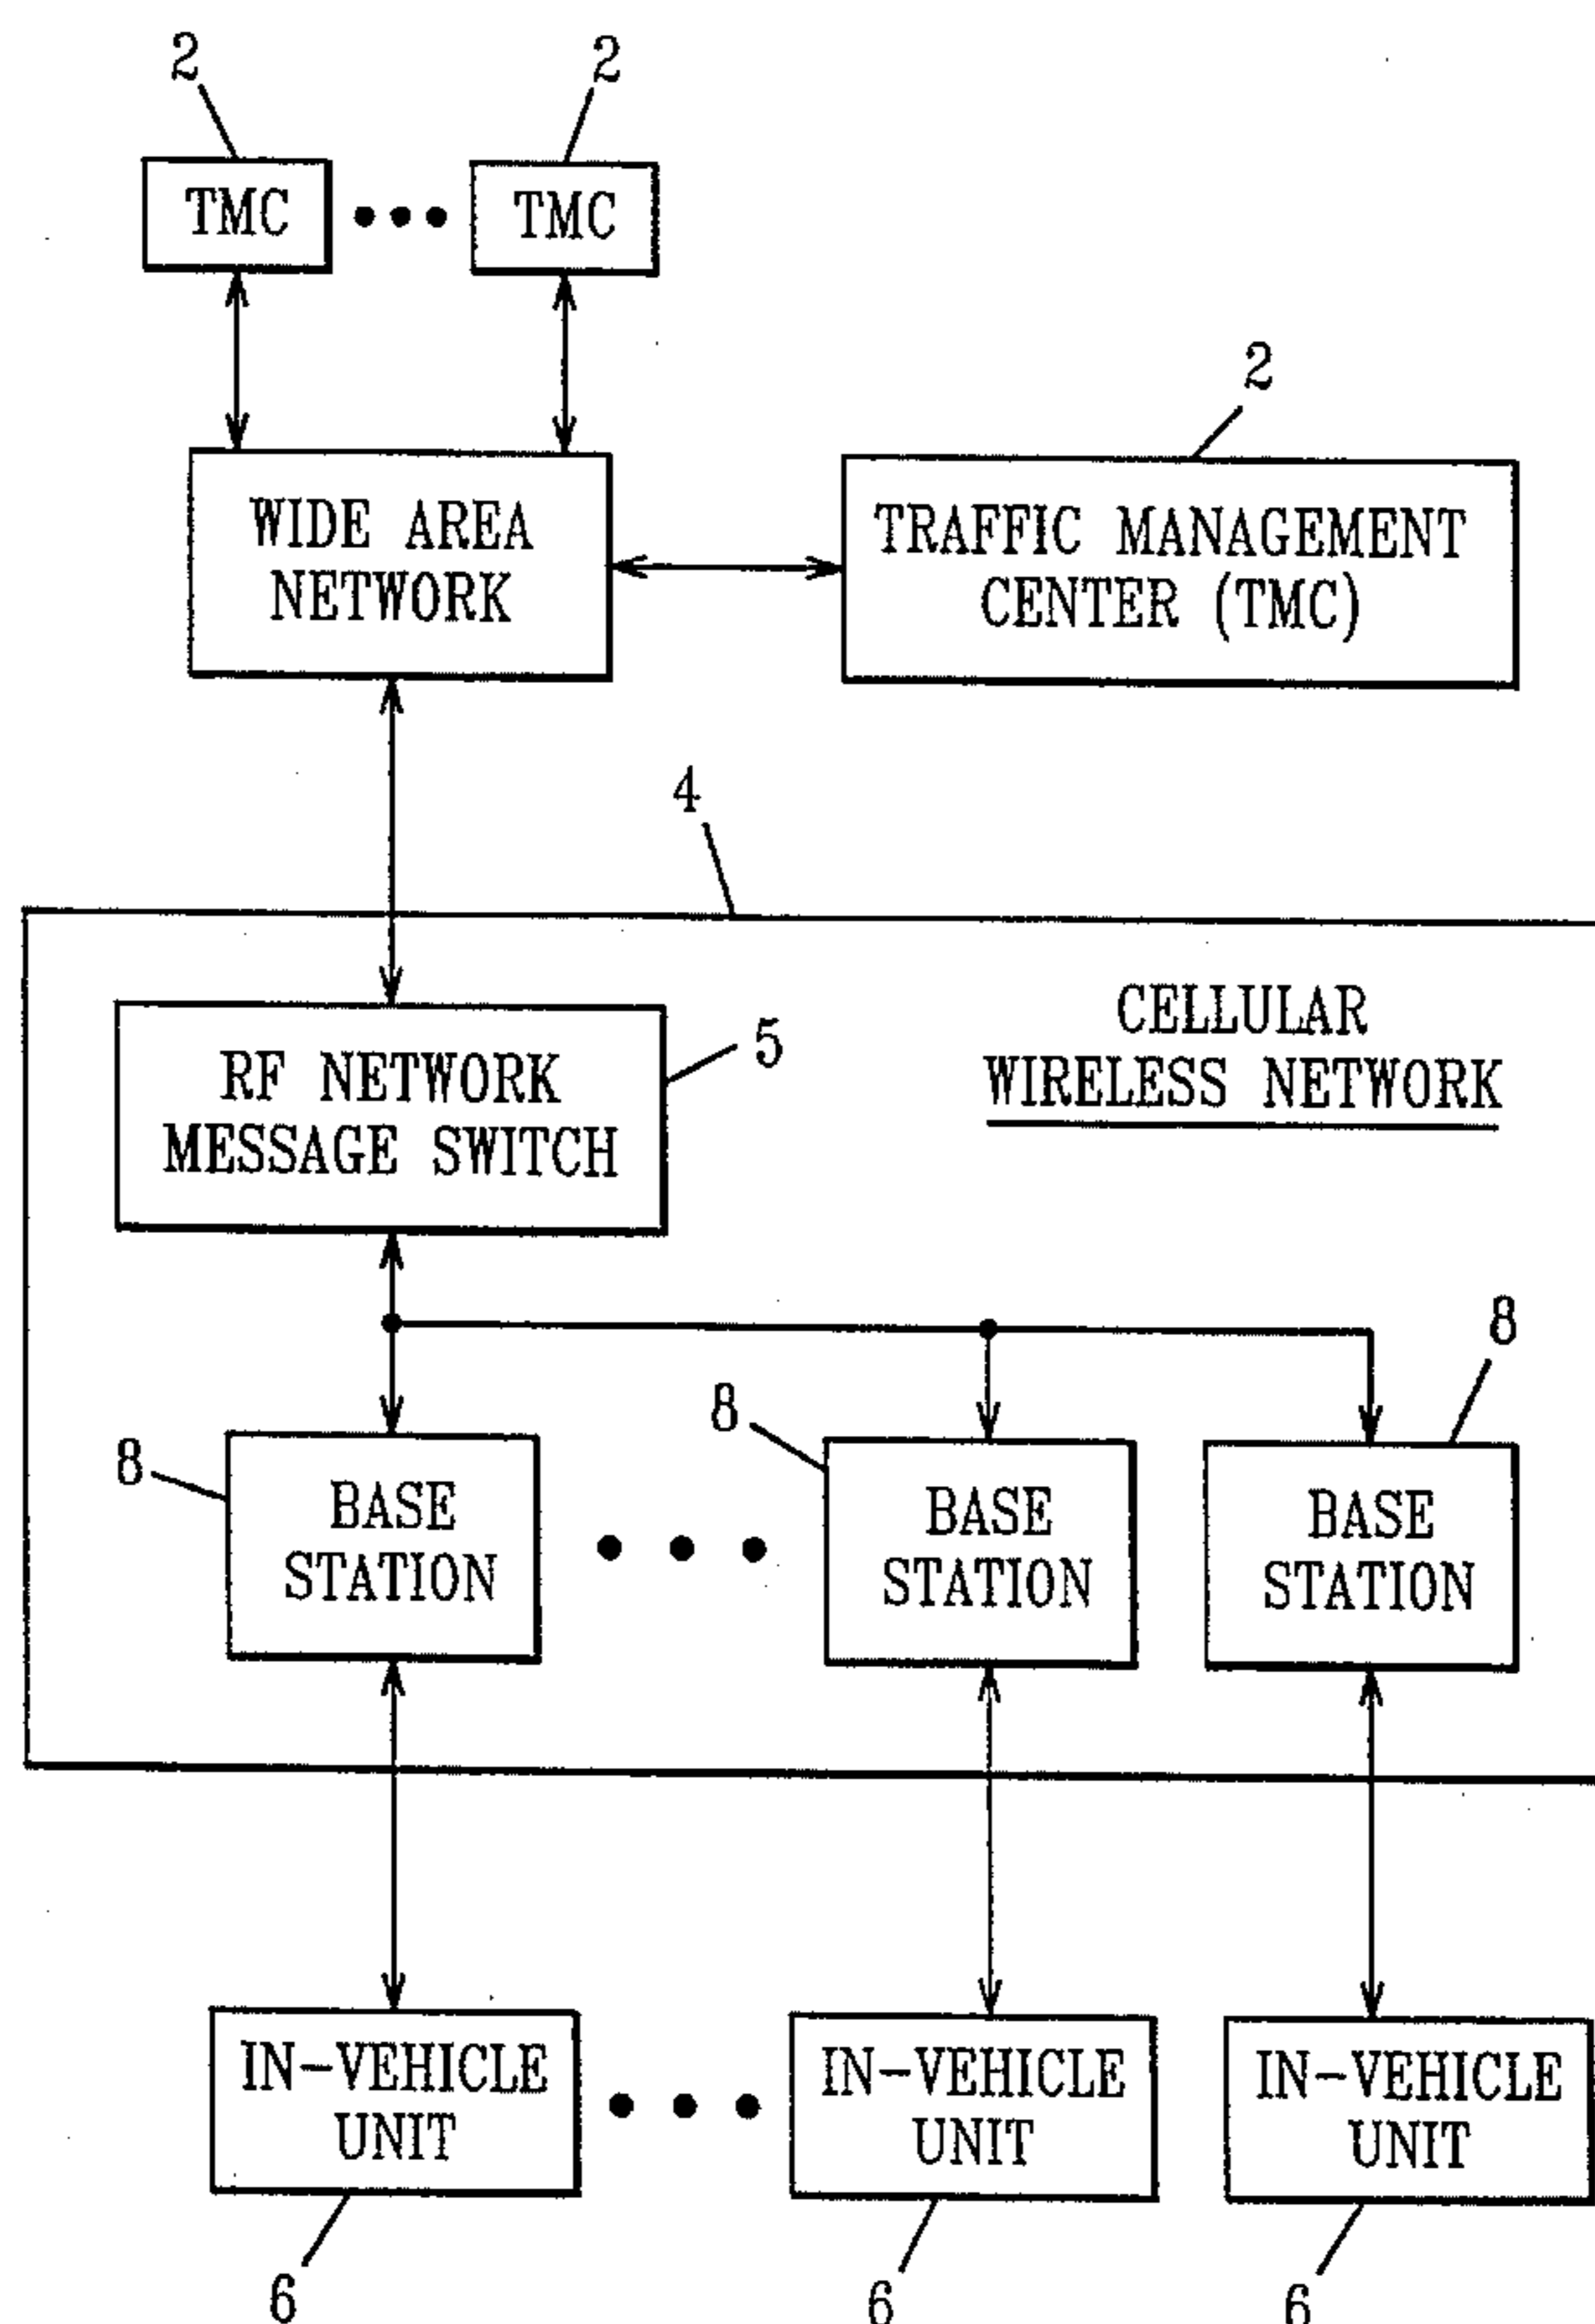 2
2
TMC
TMC
2
WIDE AREA
NETWORK
TRAFFIC MANAGEMENT
CENTER (TMC)
4
CELLULAR
WIRELESS NETWORK
5
RF NETWORK
MESSAGE SWITCH
8
8
8
BASE
STATION
BASE
STATION
BASE
STATION
IN-VEHICLE
UNIT
IN-VEHICLE
UNIT
IN-VEHICLE
UNIT
6
6
6